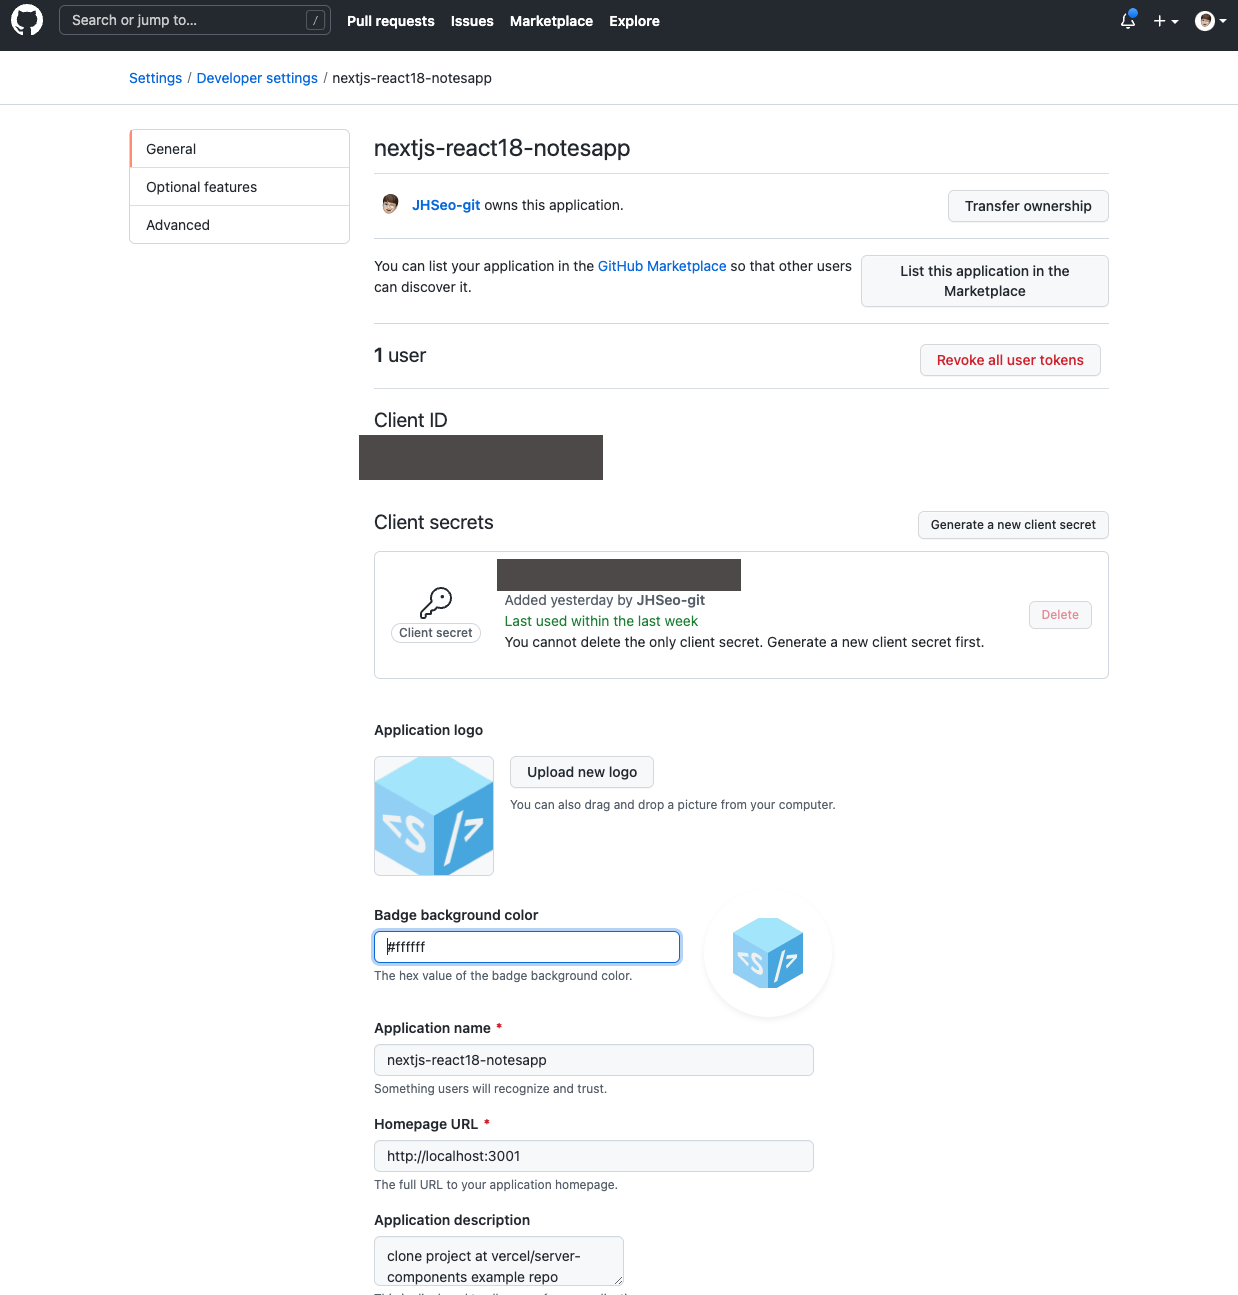 Search or jump to... /
Pull requests Issues Marketplace Explore
Settings / Developer settings / nextjs-react18-notesapp
General
Optional features
Advanced
nextjs-react18-notesapp
JHSeo-git owns this application.
Transfer ownership
You can list your application in the GitHub Marketplace so that other users
can discover it.
List this application in the
Marketplace
1 user
Revoke all user tokens
Client ID
Client secrets
Generate a new client secret
Client secret
Added yesterday by JHSeo-git
Last used within the last week
You cannot delete the only client secret. Generate a new client secret first.
Delete
Application logo
<S/>
Upload new logo
You can also drag and drop a picture from your computer.
Badge background color
#ffffff
The hex value of the badge background color.
<S/>
Application name *
nextjs-react18-notesapp
Something users will recognize and trust.
Homepage URL *
http://localhost:3001
The full URL to your application homepage.
Application description
clone project at vercel/server-
components example repo